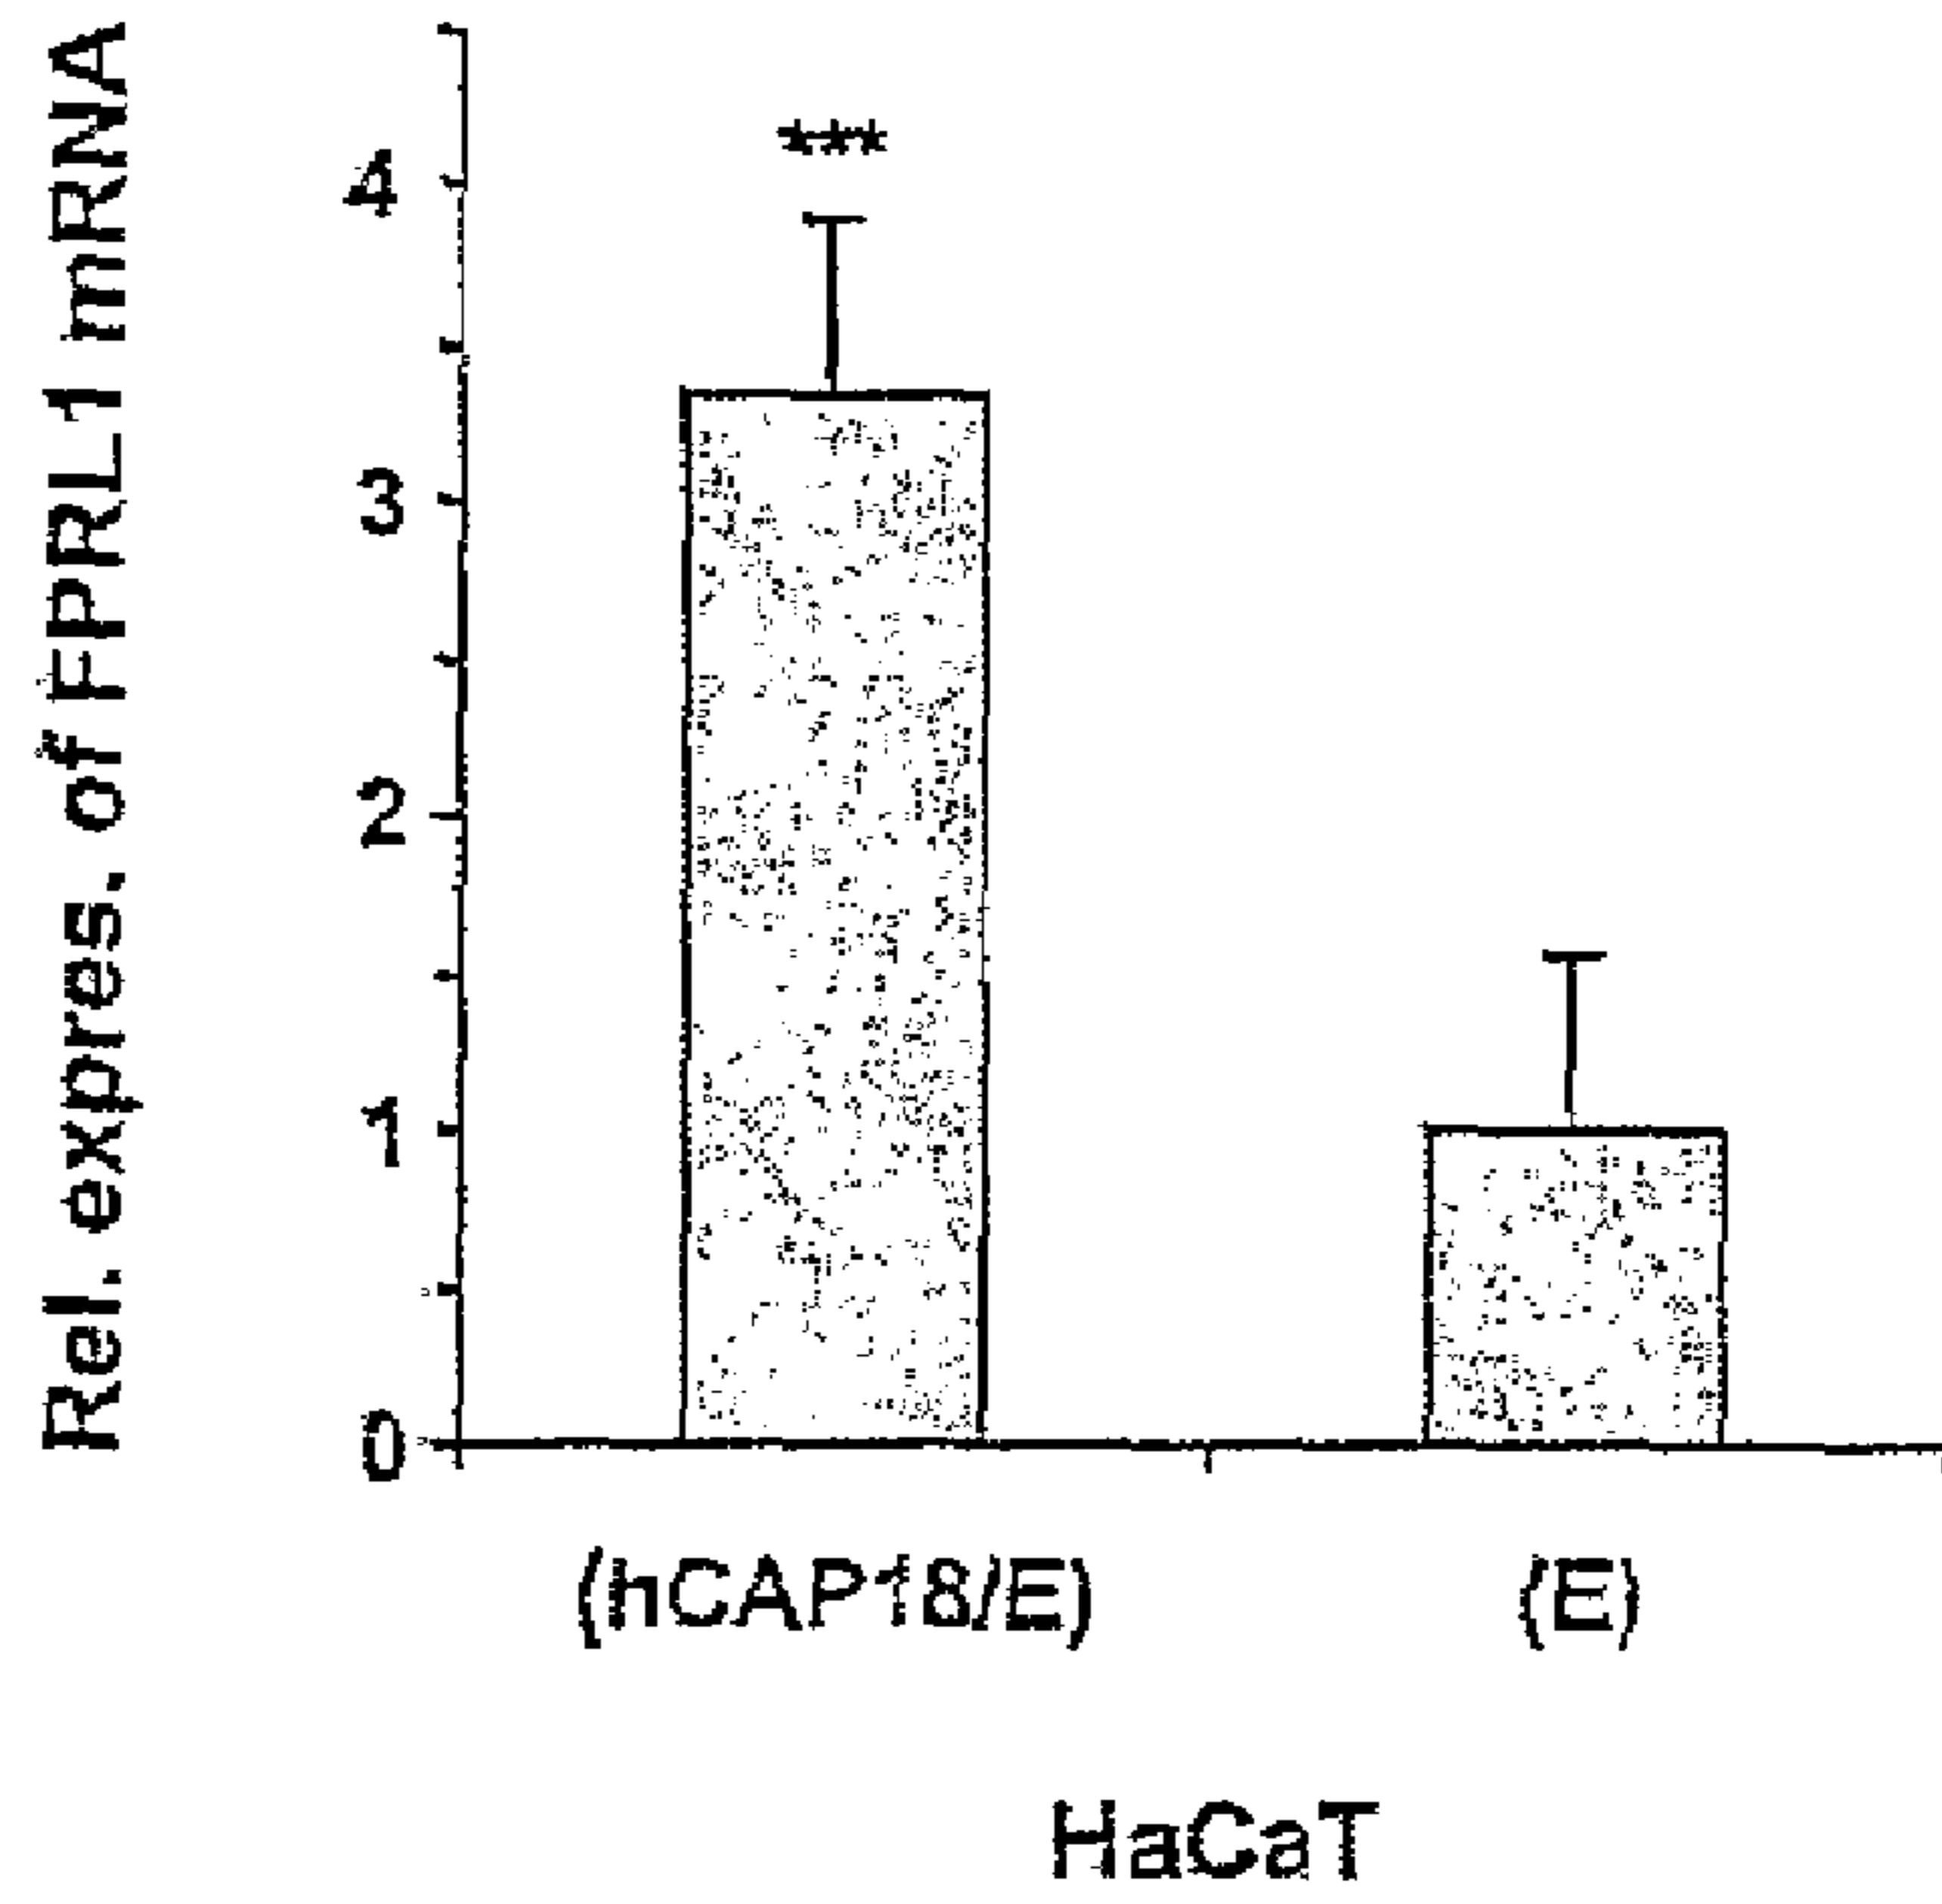 Rel. expres. of FPRL1 mRNA
4
***
3
2
1
0
(hCAP18/E)
(E)
HaCaT